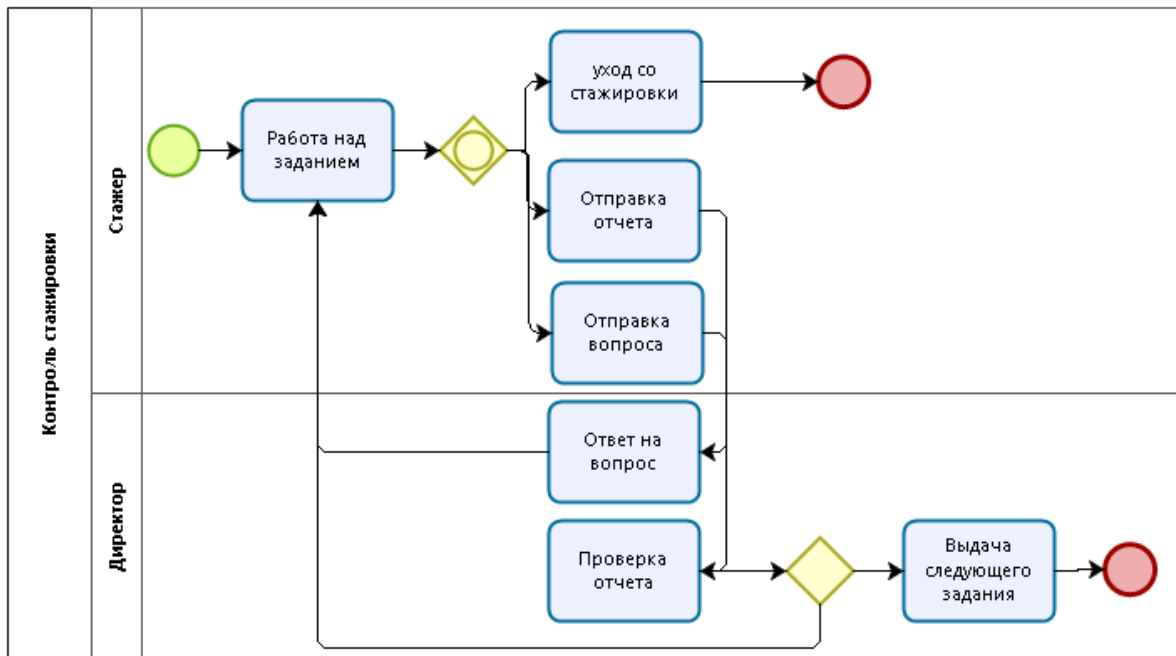 Контроль стажировки
Стажер
Работа над
заданием
уход со
стажировки
Отправка
отчета
Отправка
вопроса
Директор
Ответ на
вопрос
Проверка
отчета
Выдача
следующего
задания